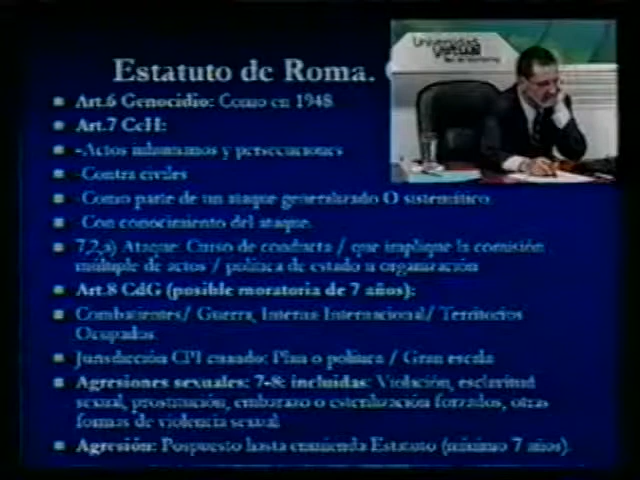 Estatuto de Roma.
Universidad
Virtual
Art.6 Genocidio: Como en 1948
Art.7 CcH:
-Actos inhumanos y persecuciones
-Contra civiles
-Como parte de un ataque generalizado O sistemático.
-Con conocimiento del ataque.
7,2,a) Ataque: Curso de conducta / que implique la comisión
múltiple de actos / política de estado u organización
Art.8 CdG (posible moratoria de 7 años):
Combatientes/ Guerra, Interna Internacional/ Territorios
Ocupados
Jurisdicción CPI cuando: Plan o política / Gran escala
Agresiones sexuales: 7-8: incluidas: Violación, esclavitud
sexual, prostitución, embarazo o esterilización forzados, otras
formas de violencia sexual
Agresión: Pospuesto hasta enmienda Estatuto (mínimo 7 años).